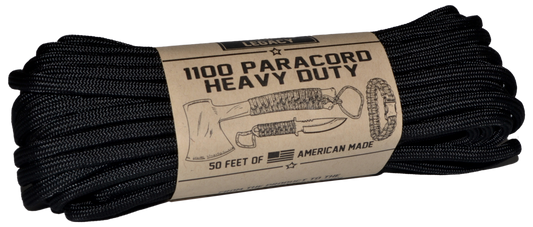 LEGACY
1100 PARACORD
HEAVY DUTY
50 FEET OF AMERICAN MADE